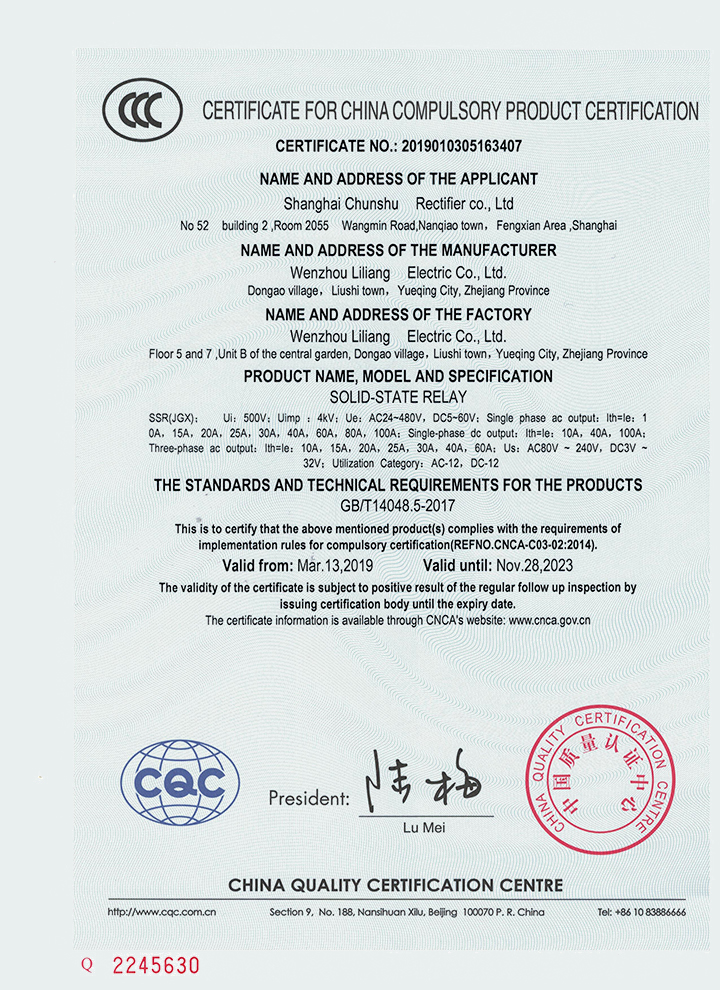 CCC
CERTIFICATE FOR CHINA COMPULSORY PRODUCT CERTIFICATION
CERTIFICATE NO.: 2019010305163407
NAME AND ADDRESS OF THE APPLICANT
Shanghai Chunshu Rectifier co., Ltd
No 52 building 2 ,Room 2055 Wangmin Road,Nanqiao town, Fengxian Area ,Shanghai
NAME AND ADDRESS OF THE MANUFACTURER
Wenzhou Liliang Electric Co., Ltd.
Dongao village, Liushi town, Yueqing City, Zhejiang Province
NAME AND ADDRESS OF THE FACTORY
Wenzhou Liliang Electric Co., Ltd.
Floor 5 and 7 ,Unit B of the central garden, Dongao village, Liushi town, Yueqing City, Zhejiang Province
PRODUCT NAME, MODEL AND SPECIFICATION
SOLID-STATE RELAY
SSR(JGX); Ui: 500V; Uimp : 4kV; Ue: AC24~480V, DC5~60V; Single phase ac output: Ith=Ie: 1
0A, 15A, 20A, 25A, 30A, 40A, 60A, 80A, 100A; Single-phase dc output: Ith=Ie: 10A, 40A, 100A;
Three-phase ac output: Ith=Ie: 10A, 15A, 20A, 25A, 30A, 40A, 60A; Us: AC80V ~ 240V, DC3V ~
32V; Utilization Category: AC-12, DC-12
THE STANDARDS AND TECHNICAL REQUIREMENTS FOR THE PRODUCTS
GB/T14048.5-2017
This is to certify that the above mentioned product(s) complies with the requirements of
implementation rules for compulsory certification(REFNO.CNCA-C03-02:2014).
Valid from: Mar.13,2019 Valid until: Nov.28,2023
The validity of the certificate is subject to positive result of the regular follow up inspection by
issuing certification body until the expiry date.
The certificate information is available through CNCA's website: www.cnca.gov.cn
CQC
President:
陆梅
Lu Mei
CHINA QUALITY CERTIFICATION CENTRE
中国质量认证中心
CHINA QUALITY CERTIFICATION CENTRE
http://www.cqc.com.cn Section 9, No. 188, Nansihuan Xilu, Beijing 100070 P. R. China Tel: +86 10 83886666
Q 2245630